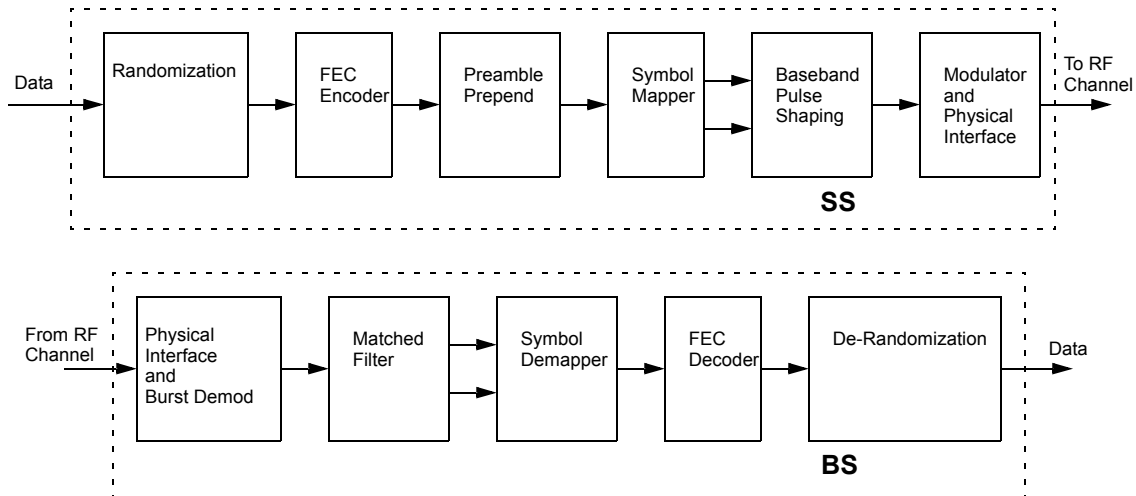 Data
Randomization
FEC
Encoder
Preamble
Prepend
Symbol
Mapper
Baseband
Pulse
Shaping
Modulator
and
Physical
Interface
To RF
Channel
SS
From RF
Channel
Physical
Interface
and
Burst Demod
Matched
Filter
Symbol
Demapper
FEC
Decoder
De-Randomization
Data
BS